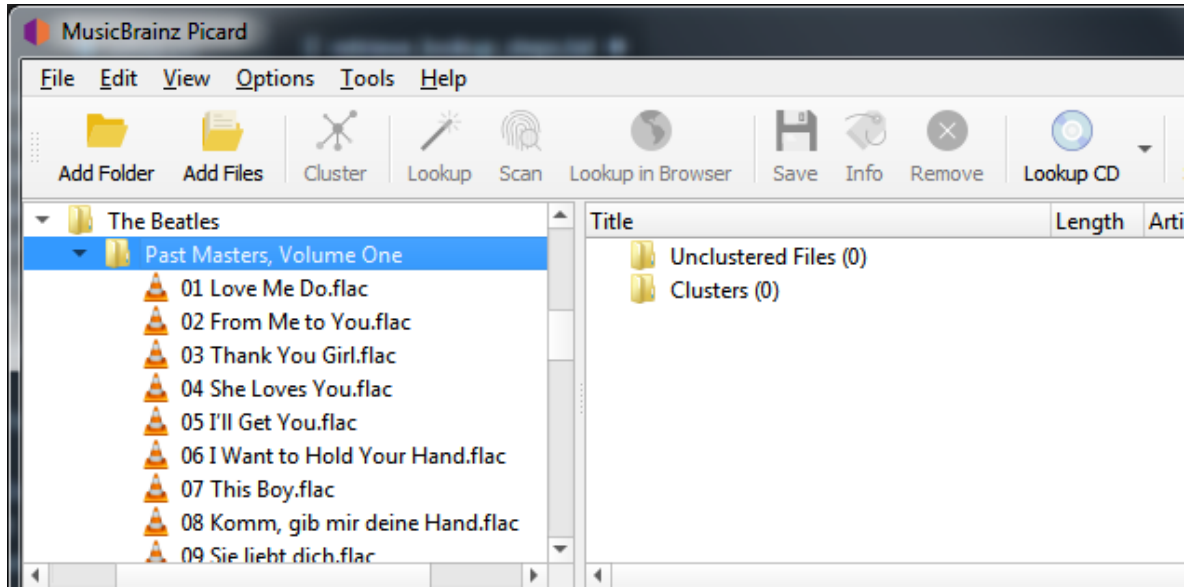 MusicBrainz Picard
File Edit View Options Tools Help
Add Folder Add Files Cluster Lookup Scan Lookup in Browser Save Info Remove Lookup CD
The Beatles
Past Masters, Volume One
01 Love Me Do.flac
02 From Me to You.flac
03 Thank You Girl.flac
04 She Loves You.flac
05 I'll Get You.flac
06 I Want to Hold Your Hand.flac
07 This Boy.flac
08 Komm, gib mir deine Hand.flac
09 Sie liebt dich.flac
Title Length Arti
Unclustered Files (0)
Clusters (0)